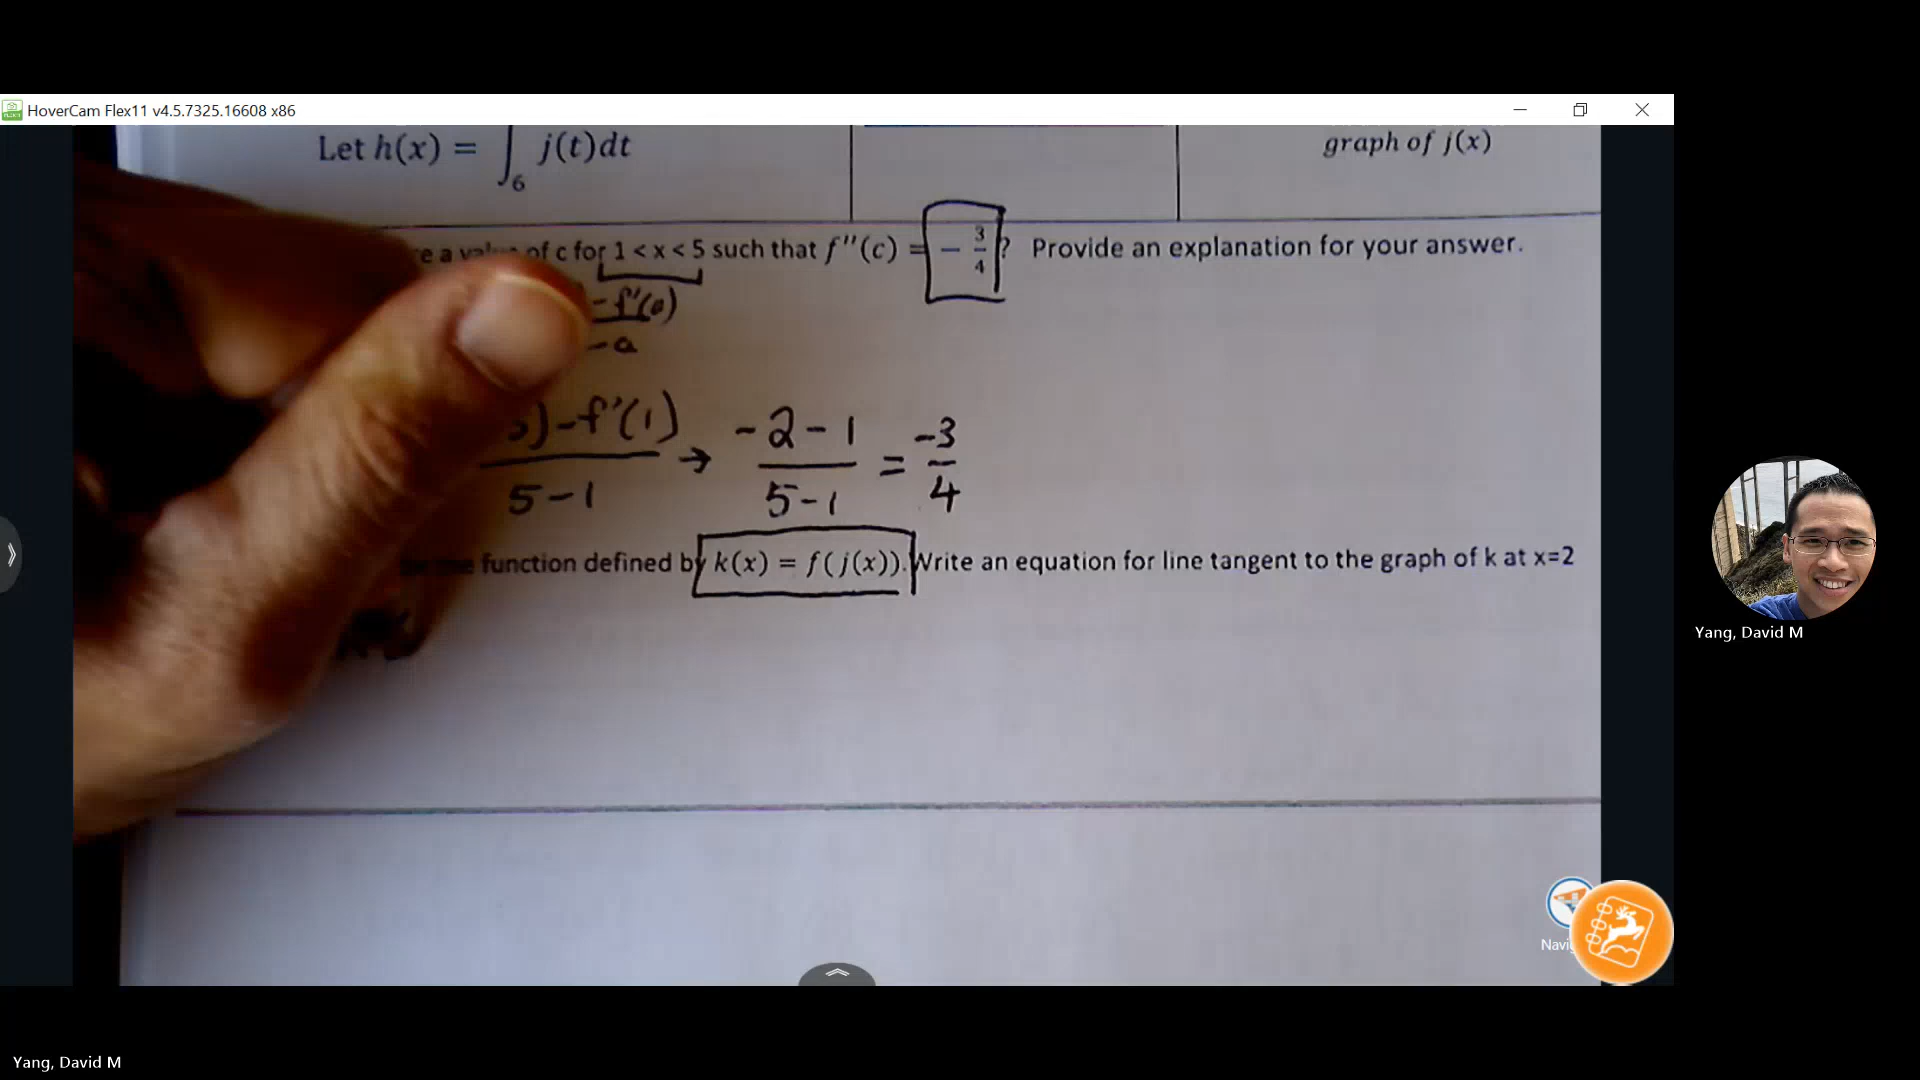 HoverCam Flex11 v4.5.7325.16608 x86
Let h(x) = ∫₆ j(t)dt
graph of j(x)
of c for 1 < x < 5 such that f''(c) = - 3/4 ? Provide an explanation for your answer.
-f'(a)
-a
)-f'(1) → -2-1 = -3
5-1 5-1 4
function defined by k(x) = f(j(x)). Write an equation for line tangent to the graph of k at x=2
Yang, David M
Yang, David M